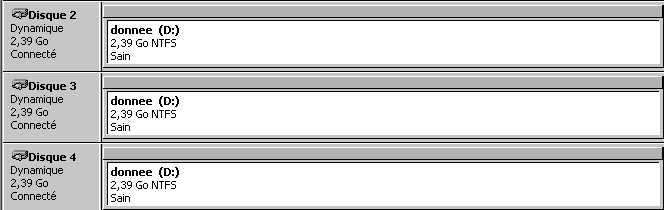 Disque 2
Dynamique
2,39 Go
Connecté
donnee (D:)
2,39 Go NTFS
Sain
Disque 3
Dynamique
2,39 Go
Connecté
donnee (D:)
2,39 Go NTFS
Sain
Disque 4
Dynamique
2,39 Go
Connecté
donnee (D:)
2,39 Go NTFS
Sain